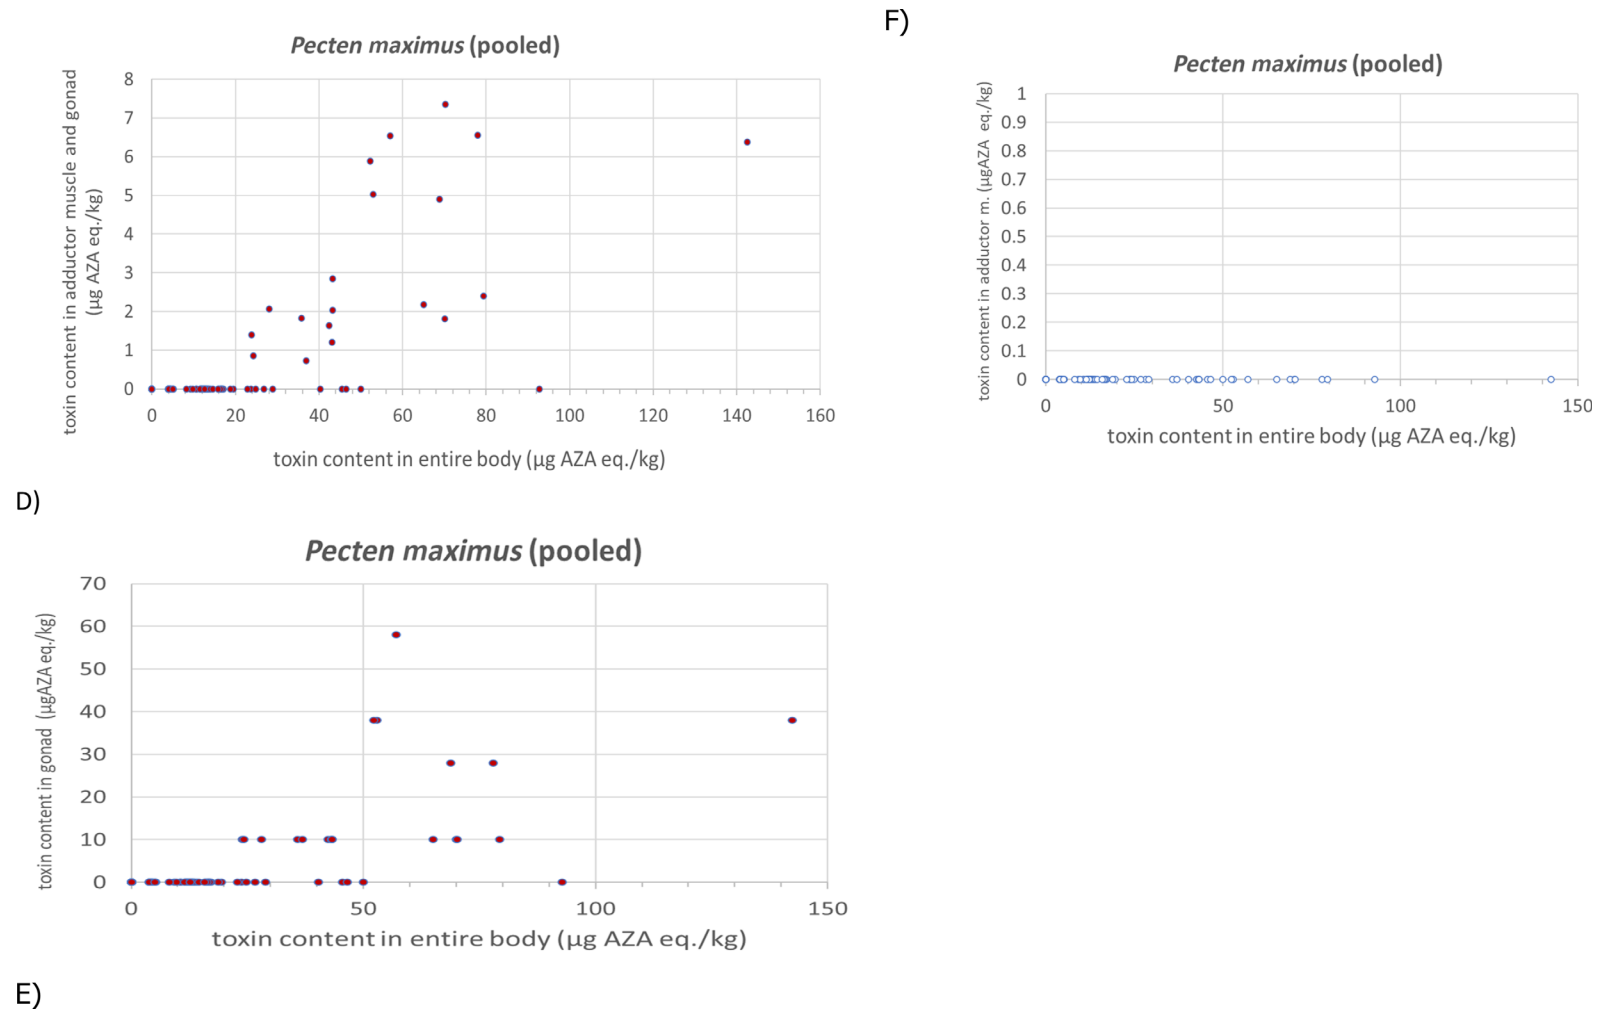 Pecten maximus (pooled)
toxin content in adductor muscle and gonad
(µg AZA eq./kg)
8
7
6
5
4
3
2
1
0
0 20 40 60 80 100 120 140 160
toxin content in entire body (µg AZA eq./kg)
D)
Pecten maximus (pooled)
toxin content in gonad (µgAZA eq./kg)
70
60
50
40
30
20
10
0
0 50 100 150
toxin content in entire body (µg AZA eq./kg)
E)
F)
Pecten maximus (pooled)
toxin content in adductor m. (µgAZA eq./kg)
1
0.9
0.8
0.7
0.6
0.5
0.4
0.3
0.2
0.1
0
0 50 100 150
toxin content in entire body (µg AZA eq./kg)